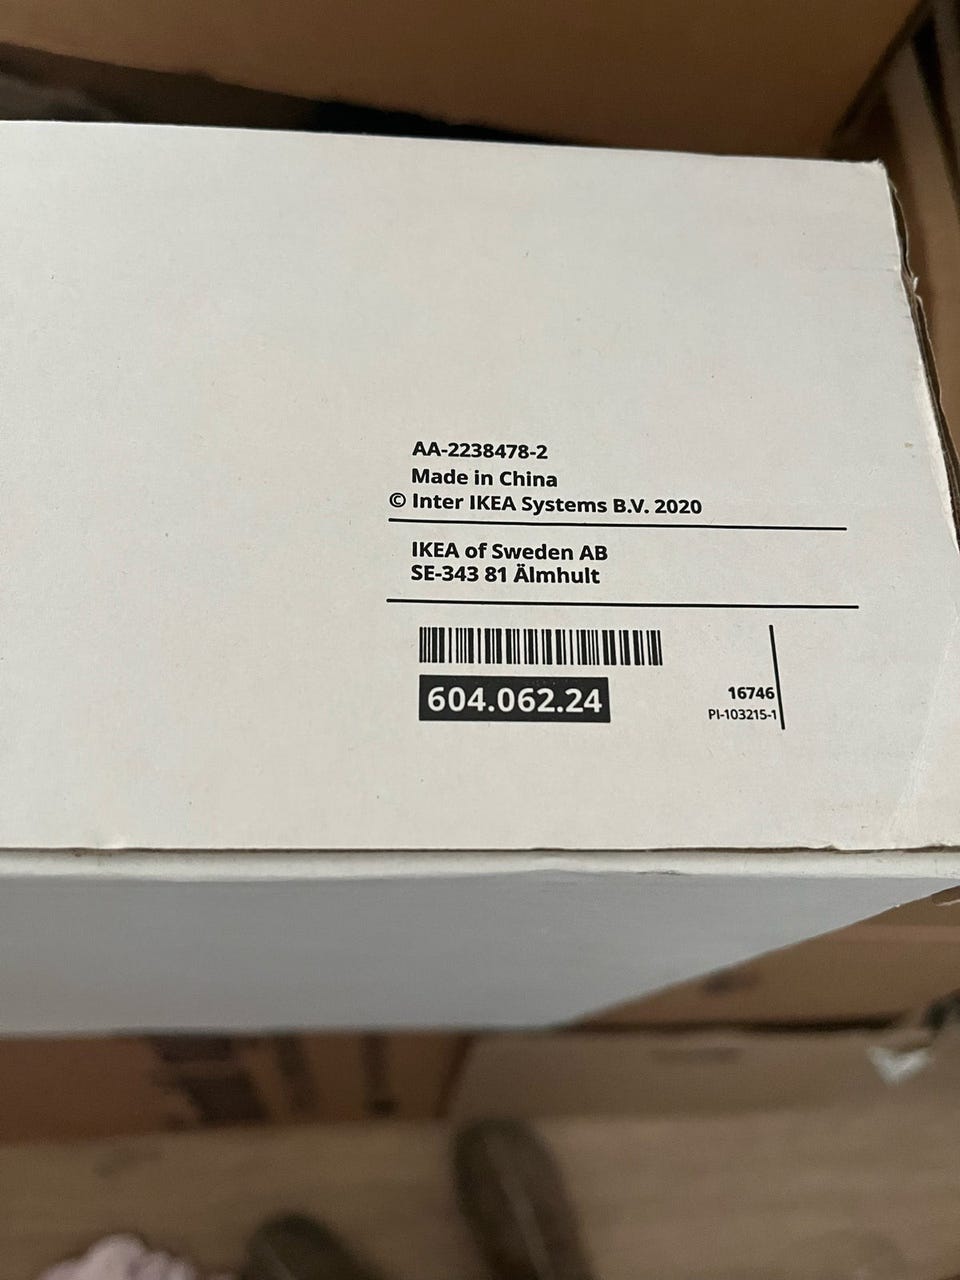 AA-2238478-2
Made in China
© Inter IKEA Systems B.V. 2020
IKEA of Sweden AB
SE-343 81 Älmhult
604.062.24
16746
PI-103215-1